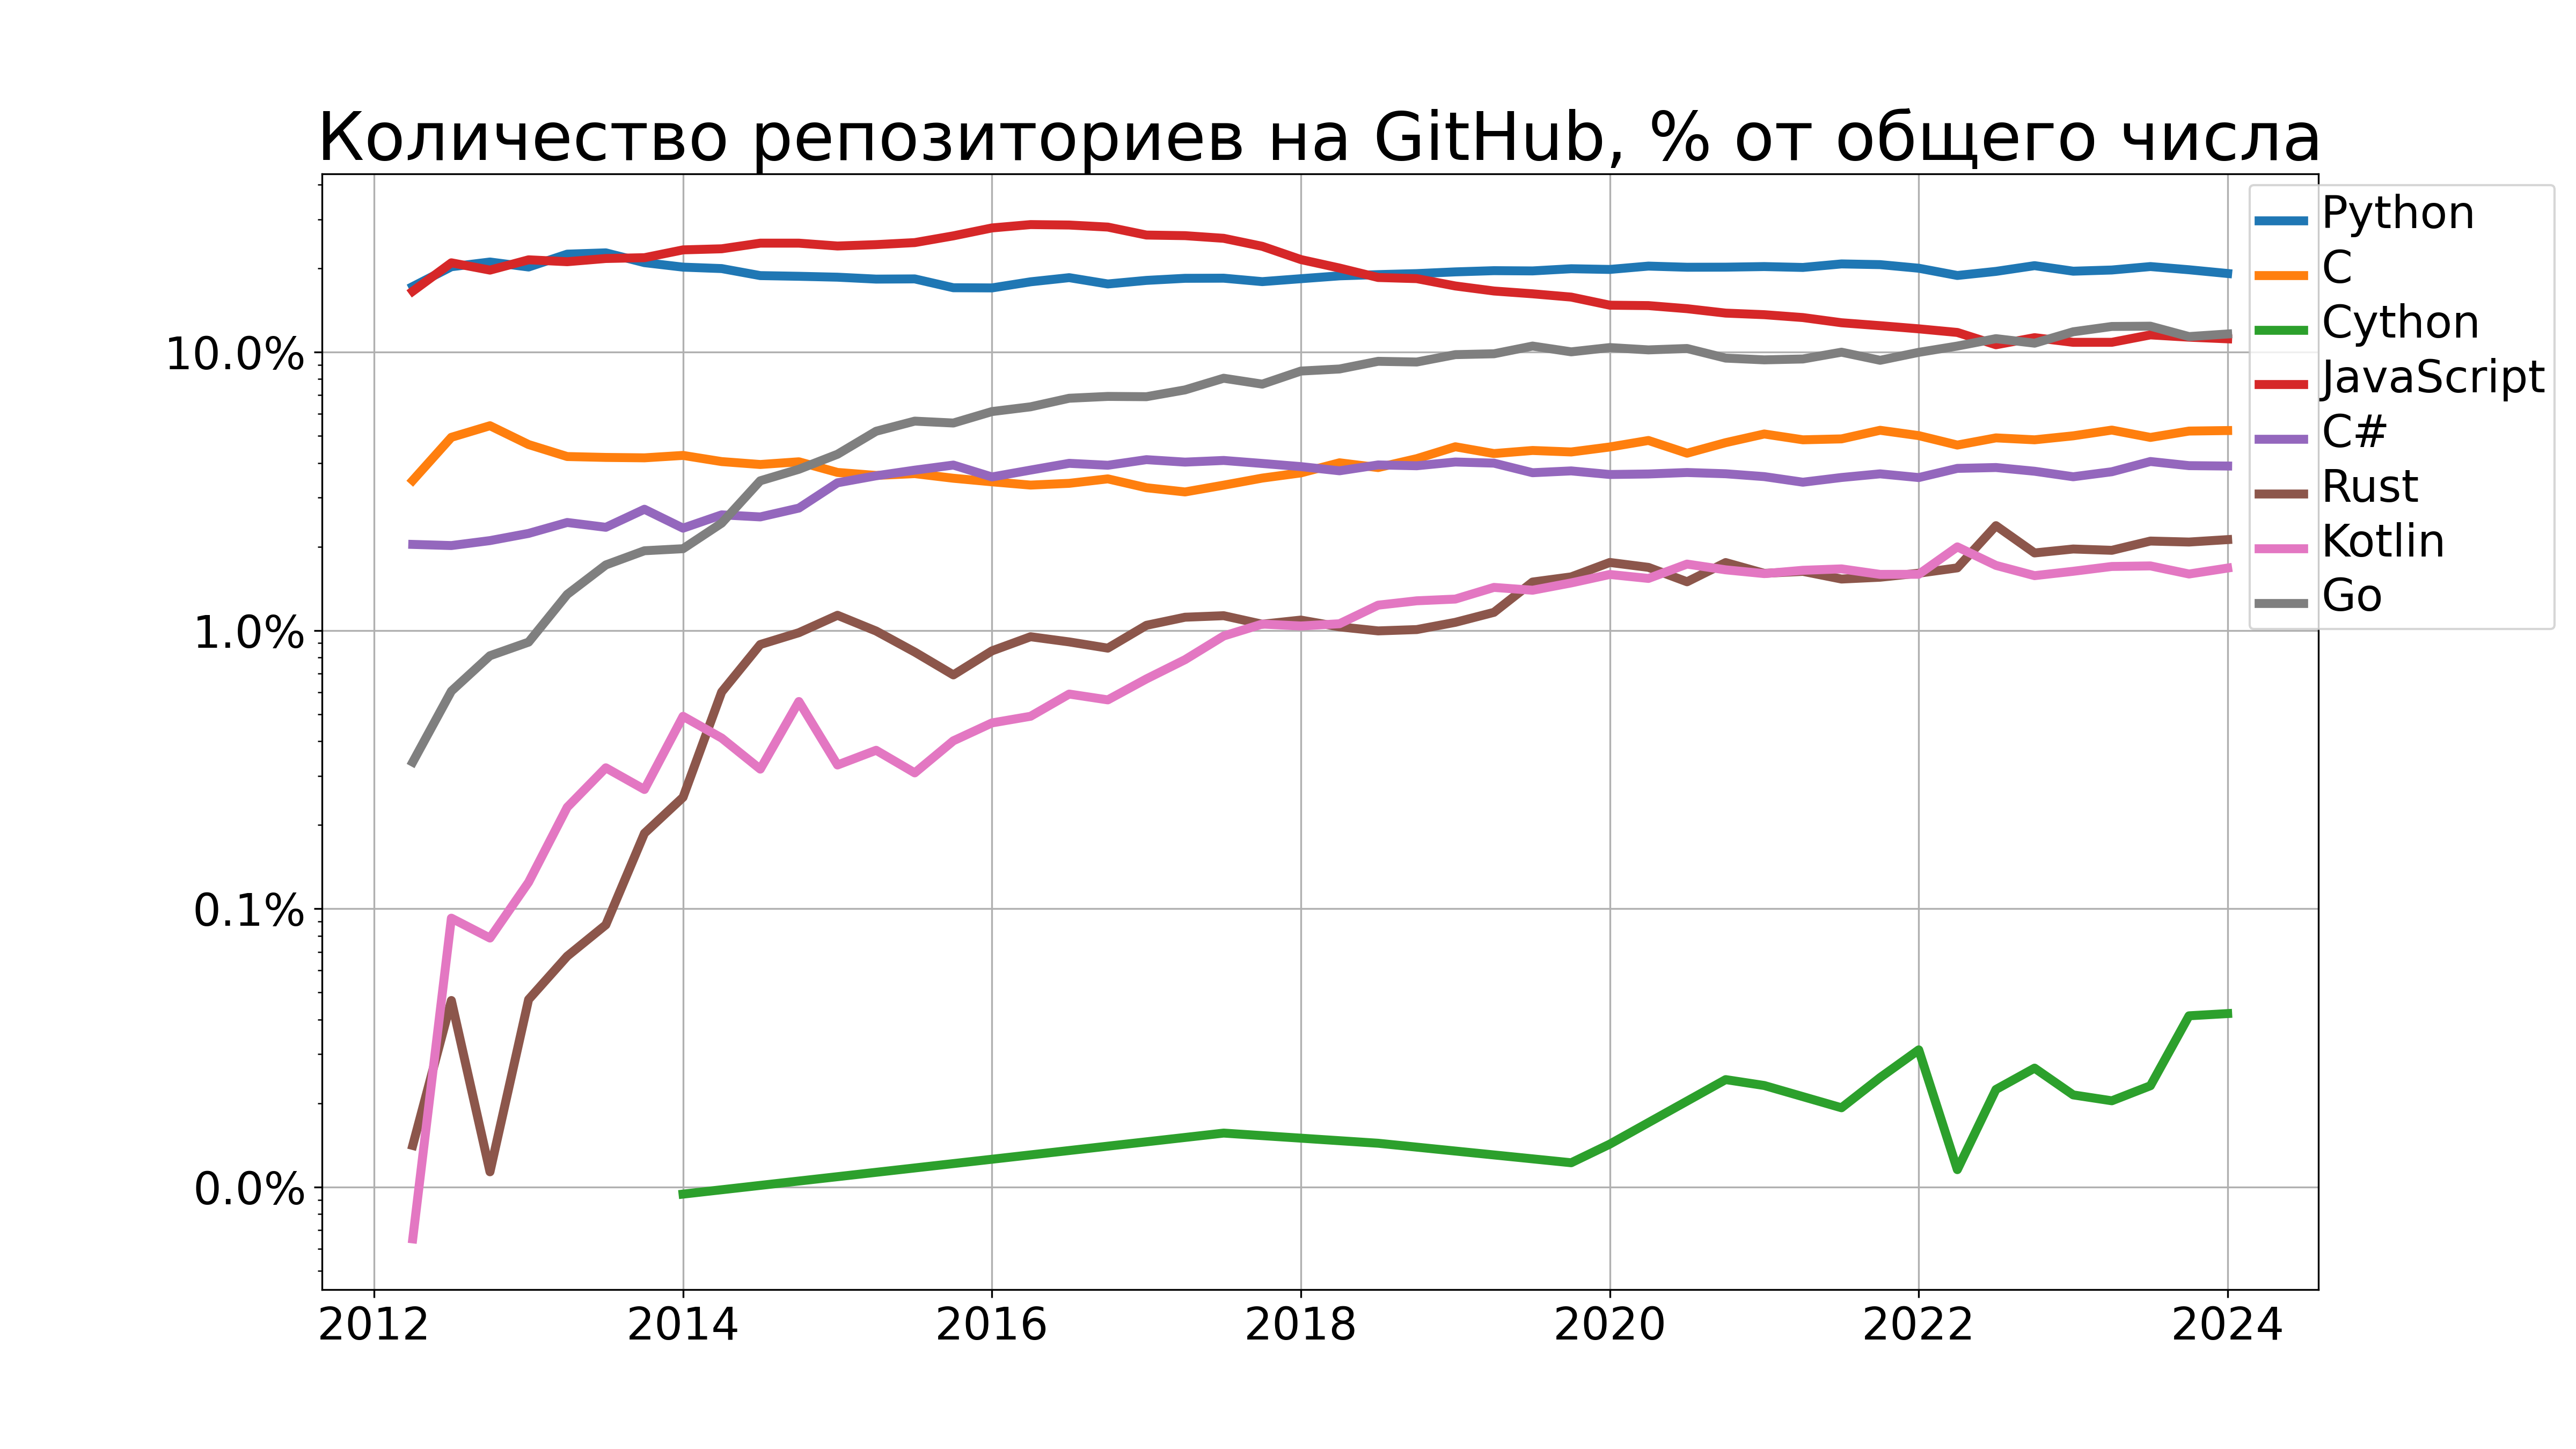 Количество репозиториев на GitHub, % от общего числа
10.0%
1.0%
0.1%
0.0%
2012 2014 2016 2018 2020 2022 2024
Python
C
Cython
JavaScript
C#
Rust
Kotlin
Go